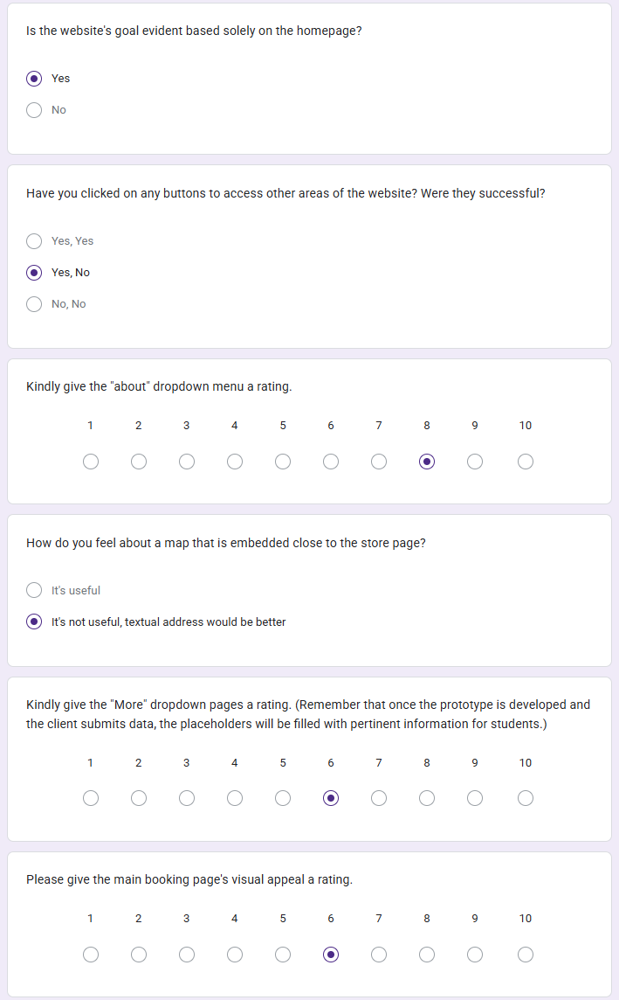 Is the website's goal evident based solely on the homepage?
Yes
No
Have you clicked on any buttons to access other areas of the website? Were they successful?
Yes, Yes
Yes, No
No, No
Kindly give the "about" dropdown menu a rating.
1 2 3 4 5 6 7 8 9 10
How do you feel about a map that is embedded close to the store page?
It's useful
It's not useful, textual address would be better
Kindly give the "More" dropdown pages a rating. (Remember that once the prototype is developed and
the client submits data, the placeholders will be filled with pertinent information for students.)
1 2 3 4 5 6 7 8 9 10
Please give the main booking page's visual appeal a rating.
1 2 3 4 5 6 7 8 9 10